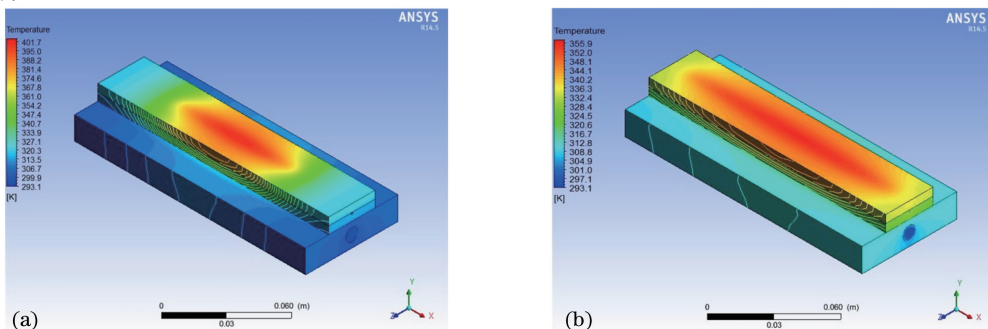 ANSYS
R14.5
Temperature
401.7
395.0
388.2
381.4
374.6
367.8
361.0
354.2
347.4
340.7
333.9
327.1
320.3
313.5
306.7
299.9
293.1
[K]
0
0.060 (m)
0.03
Y
Z
X
(a)
ANSYS
R14.5
Temperature
355.9
352.0
348.1
344.1
340.2
336.3
332.4
328.4
324.5
320.6
316.7
312.8
308.8
304.9
301.0
297.1
293.1
[K]
0
0.060 (m)
0.03
Y
Z
X
(b)